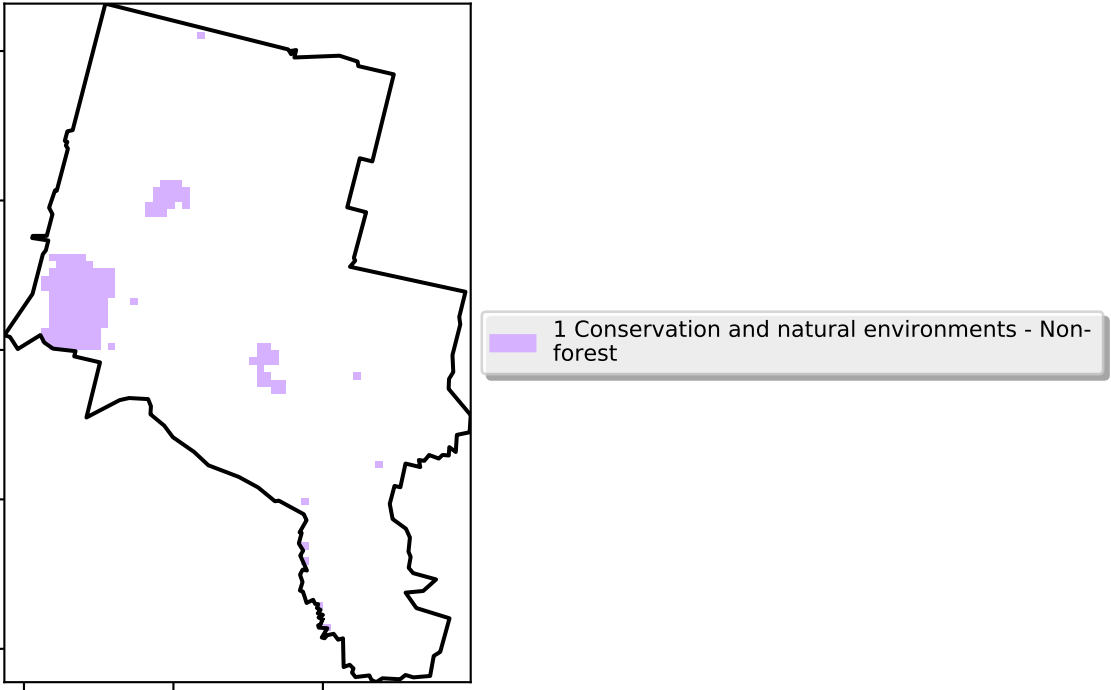 1 Conservation and natural environments - Non-
forest